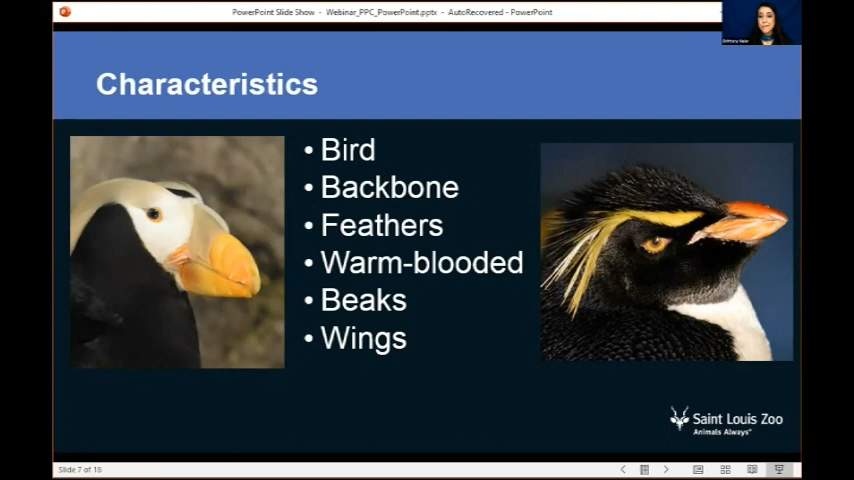 PowerPoint Slide Show - Webinar_PPC_PowerPoint.pptx - AutoRecovered - PowerPoint
Characteristics
• Bird
• Backbone
• Feathers
• Warm-blooded
• Beaks
• Wings
Saint Louis Zoo
Animals Always®
Slide 7 of 18